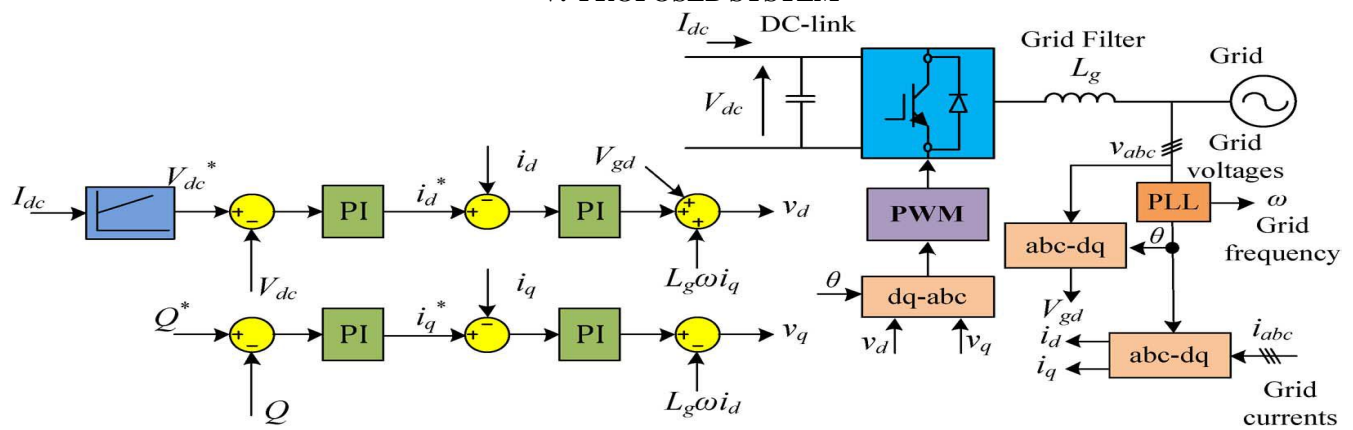 V. PROPOSED SYSTEM
I_dc DC-link
Grid Filter
L_g
Grid
V_dc
Grid
voltages
v_abc
PLL
ω
Grid
frequency
abc-dq
θ
V_gd
i_abc
abc-dq
i_d
i_q
Grid
currents
PWM
θ
dq-abc
v_d
v_q
I_dc
V_dc*
+
−
V_dc
PI
i_d*
+
−
i_d
PI
V_gd
+
+
+
v_d
L_gωi_q
Q*
+
−
Q
PI
i_q*
+
−
i_q
PI
+
−
v_q
L_gωi_d